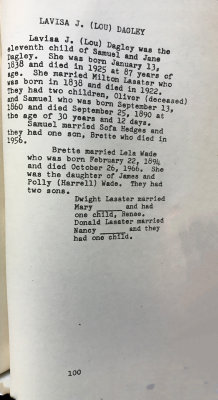 LAVISA J. (LOU) DAGLEY
Lavisa J. (Lou) Dagley was the
eleventh child of Samuel and Jane
Dagley. She was born January 13,
1838 and died in 1925 at 87 years of
age. She married Milton Lasater who
was born in 1838 and died in 1922.
They had two children, Oliver (deceased)
and Samuel who was born September 13,
1860 and died September 25, 1890 at
the age of 30 years and 12 days.
Samuel married Sofa Hedges and
they had one son, Brette who died in
1956.
Brette married Lela Wade
who was born February 22, 1894
and died October 26, 1966. She
was the daughter of James and
Polly (Harrell) Wade. They had
two sons.
Dwight Lasater married
Mary ____ and had
one child, Renee.
Donald Lasater married
Nancy ____ and they
had one child.
100